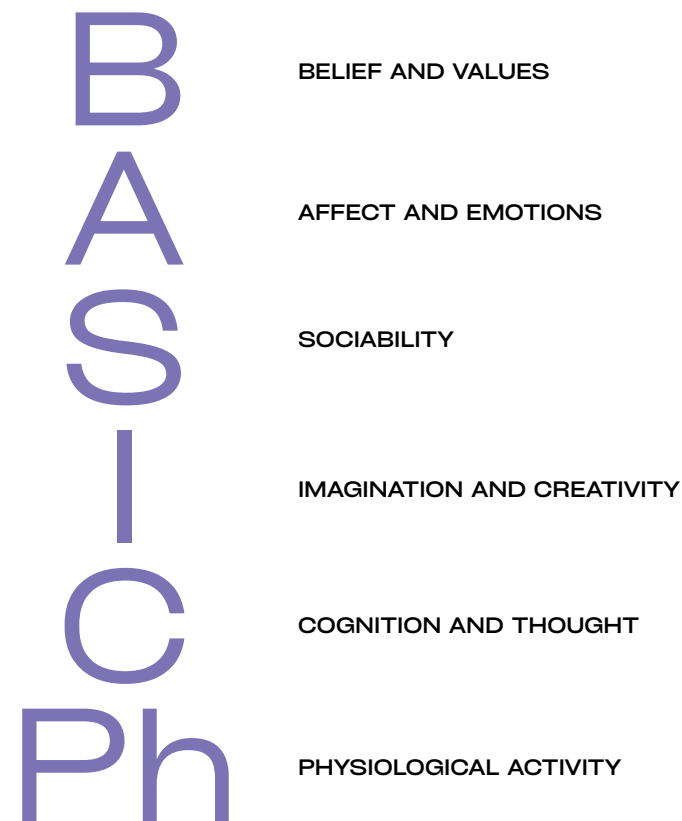 B
BELIEF AND VALUES
A
AFFECT AND EMOTIONS
S
SOCIABILITY
I
IMAGINATION AND CREATIVITY
C
COGNITION AND THOUGHT
Ph
PHYSIOLOGICAL ACTIVITY